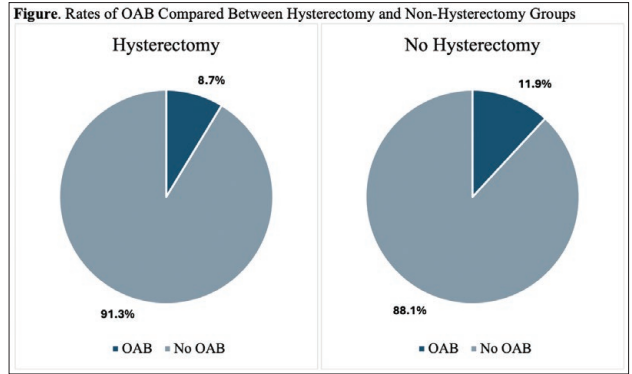 Figure. Rates of OAB Compared Between Hysterectomy and Non-Hysterectomy Groups
Hysterectomy
8.7%
91.3%
OAB No OAB
No Hysterectomy
11.9%
88.1%
OAB No OAB